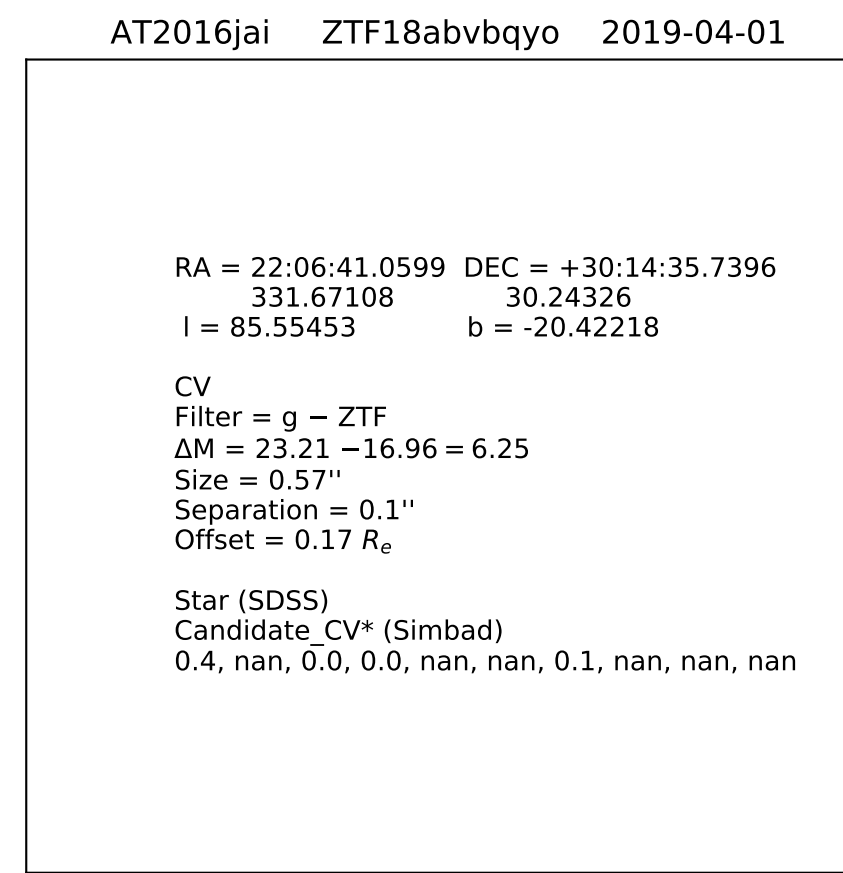 AT2016jai ZTF18abvbqyo 2019-04-01
RA = 22:06:41.0599 DEC = +30:14:35.7396
331.67108 30.24326
l = 85.55453 b = -20.42218
CV
Filter = g − ZTF
ΔM = 23.21 −16.96 = 6.25
Size = 0.57''
Separation = 0.1''
Offset = 0.17 Rₑ
Star (SDSS)
Candidate_CV* (Simbad)
0.4, nan, 0.0, 0.0, nan, nan, 0.1, nan, nan, nan